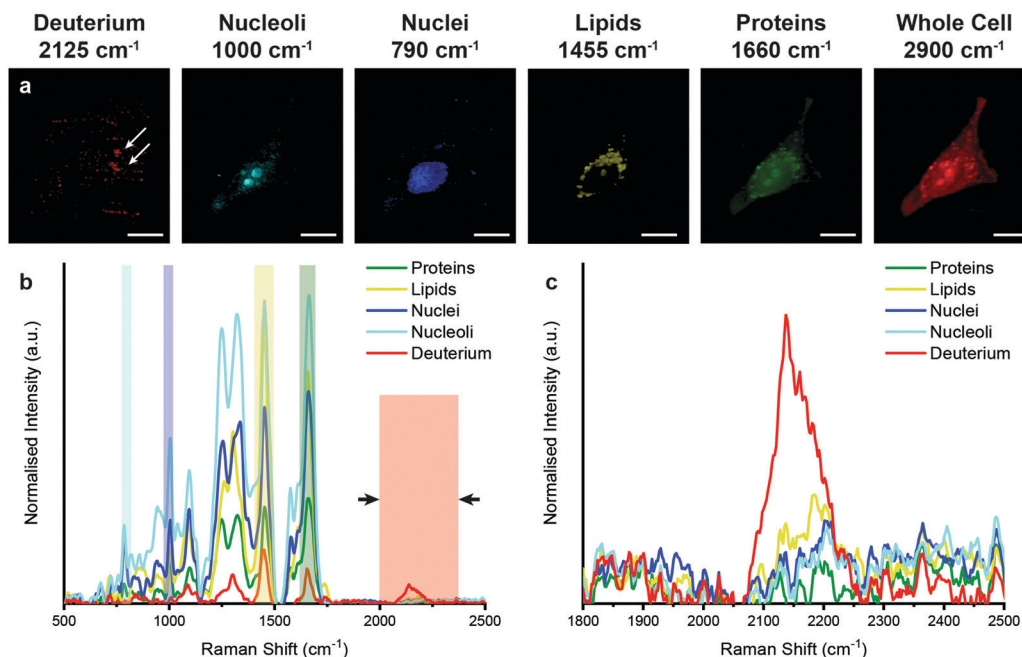 Deuterium Nucleoli Nuclei Lipids Proteins Whole Cell
2125 cm⁻¹ 1000 cm⁻¹ 790 cm⁻¹ 1455 cm⁻¹ 1660 cm⁻¹ 2900 cm⁻¹
a
b
Proteins
Lipids
Nuclei
Nucleoli
Deuterium
Normalised Intensity (a.u.)
500 1000 1500 2000 2500
Raman Shift (cm⁻¹)
c
Proteins
Lipids
Nuclei
Nucleoli
Deuterium
Normalised Intensity (a.u.)
1800 1900 2000 2100 2200 2300 2400 2500
Raman Shift (cm⁻¹)